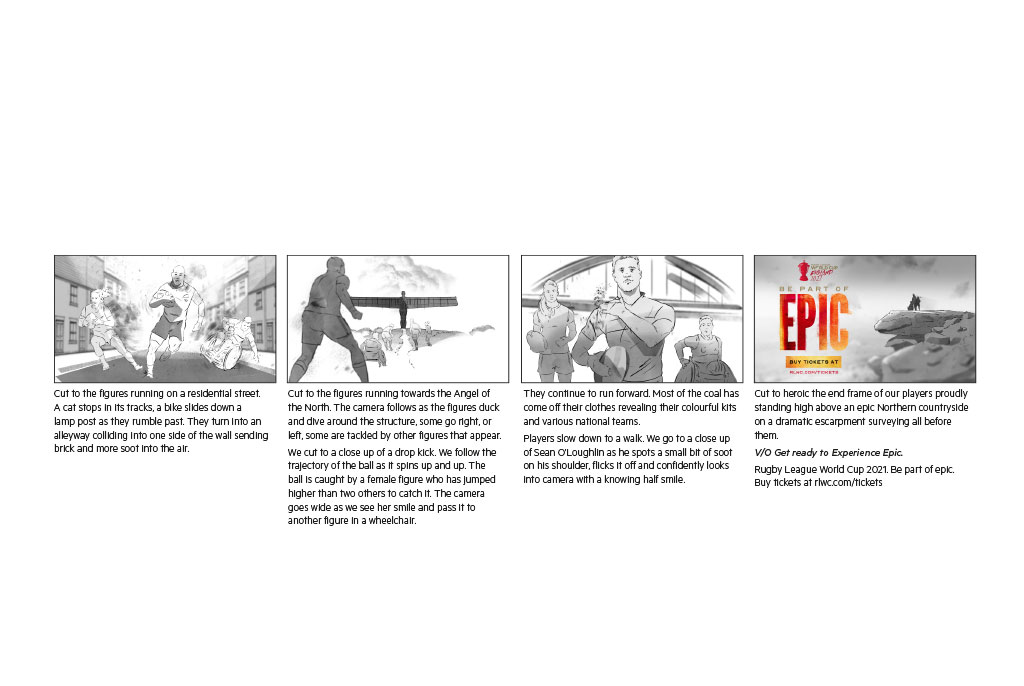 WORLD CUP
ENGLAND
2021
BE PART OF
EPIC
BUY TICKETS AT
RLWC.COM/TICKETS
Cut to the figures running on a residential street.
A cat stops in its tracks, a bike slides down a
lamp post as they rumble past. They turn into an
alleyway colliding into one side of the wall sending
brick and more soot into the air.
Cut to the figures running towards the Angel of
the North. The camera follows as the figures duck
and dive around the structure, some go right, or
left, some are tackled by other figures that appear.
We cut to a close up of a drop kick. We follow the
trajectory of the ball as it spins up and up. The
ball is caught by a female figure who has jumped
higher than two others to catch it. The camera
goes wide as we see her smile and pass it to
another figure in a wheelchair.
They continue to run forward. Most of the coal has
come off their clothes revealing their colourful kits
and various national teams.
Players slow down to a walk. We go to a close up
of Sean O'Loughlin as he spots a small bit of soot
on his shoulder, flicks it off and confidently looks
into camera with a knowing half smile.
Cut to heroic the end frame of our players proudly
standing high above an epic Northern countryside
on a dramatic escarpment surveying all before
them.
V/O Get ready to Experience Epic.
Rugby League World Cup 2021. Be part of epic.
Buy tickets at rlwc.com/tickets